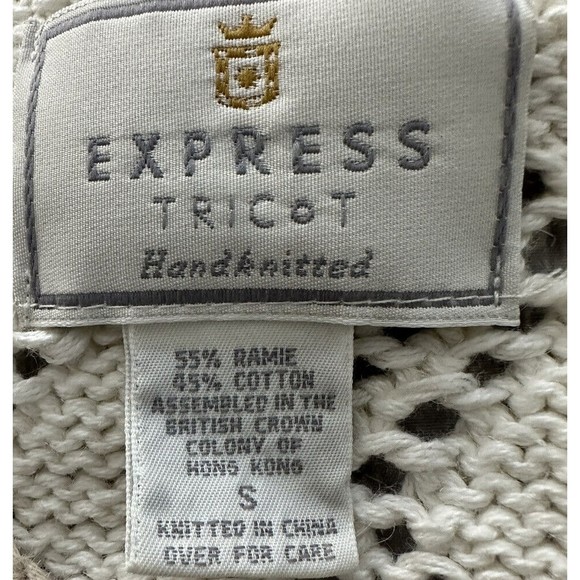 EXPRESS
TRICOT
Handknitted
55% RAMIE
45% COTTON
ASSEMBLED IN THE
BRITISH CROWN
COLONY OF
HONG KONG
S
KNITTED IN CHINA
OVER FOR CARE